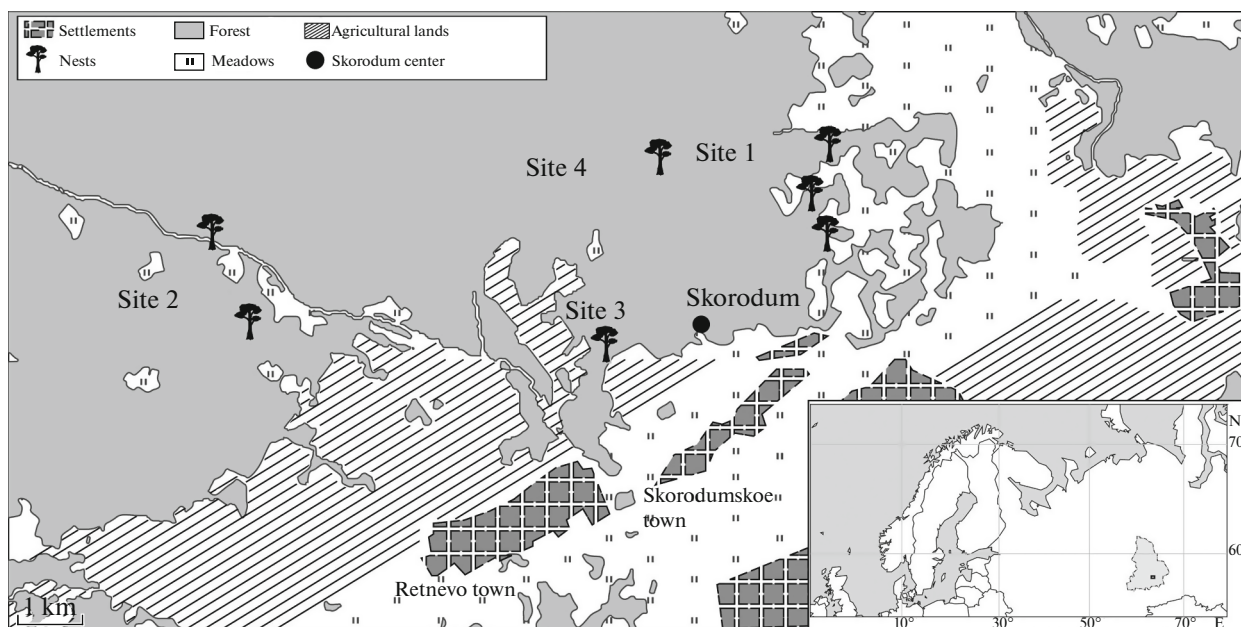 Settlements
Forest
Agricultural lands
Nests
Meadows
Skorodum center
Site 1
Site 4
Site 2
Skorodum
Site 3
Skorodumskoe
town
Retnevo town
1 km
N
70
60
10°
30°
50°
70°
E